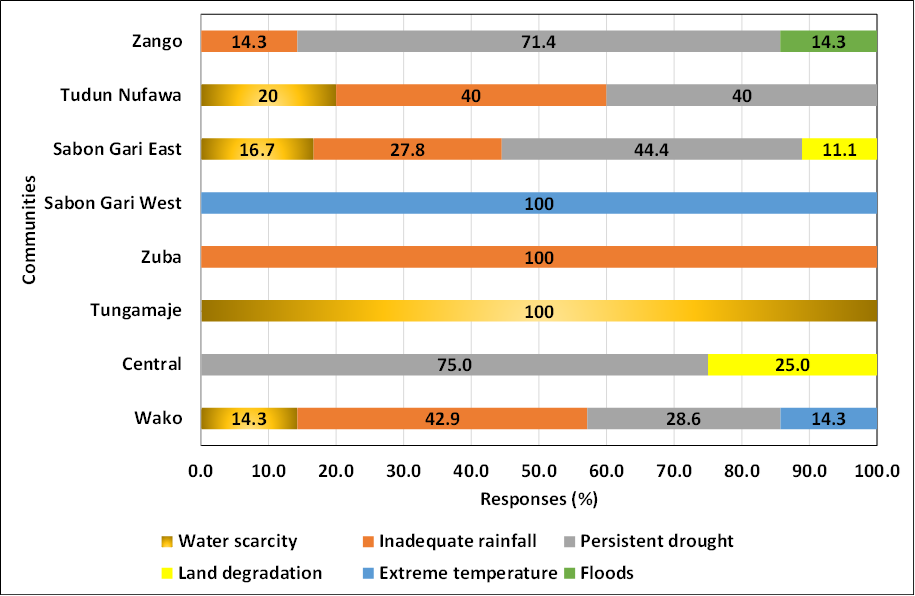 Zango 14.3 71.4 14.3
Tudun Nufawa 20 40 40
Sabon Gari East 16.7 27.8 44.4 11.1
Sabon Gari West 100
Zuba 100
Tungamaje 100
Central 75.0 25.0
Wako 14.3 42.9 28.6 14.3
Communities
0.0 10.0 20.0 30.0 40.0 50.0 60.0 70.0 80.0 90.0 100.0
Responses (%)
Water scarcity Inadequate rainfall Persistent drought
Land degradation Extreme temperature Floods